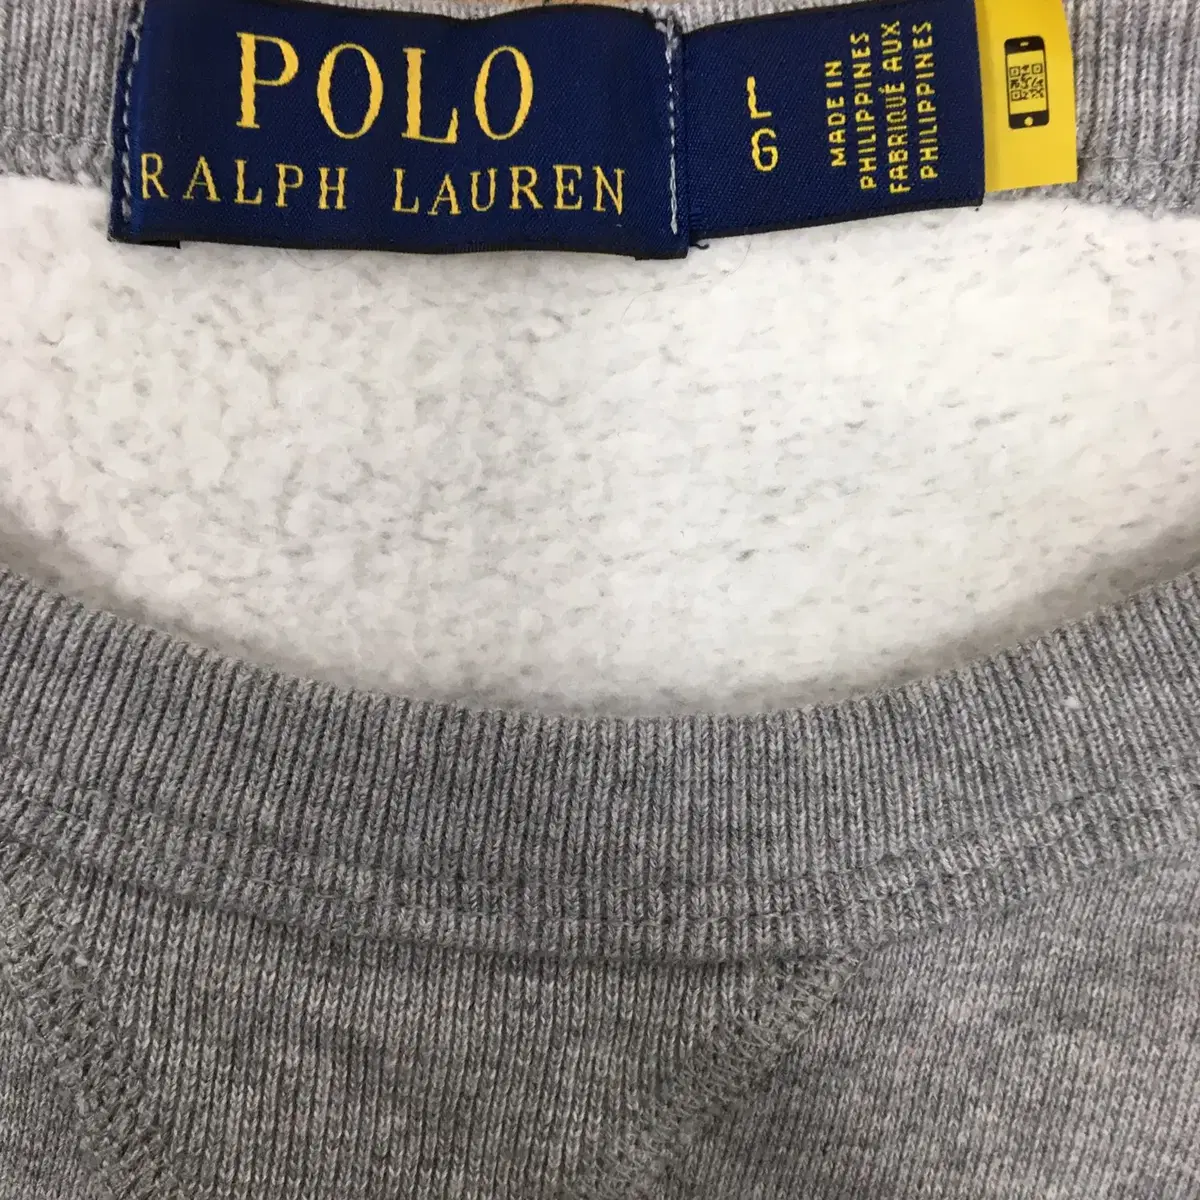 POLO
RALPH LAUREN
L
G
MADE IN
PHILIPPINES
FABRIQUÉ AUX
PHILIPPINES